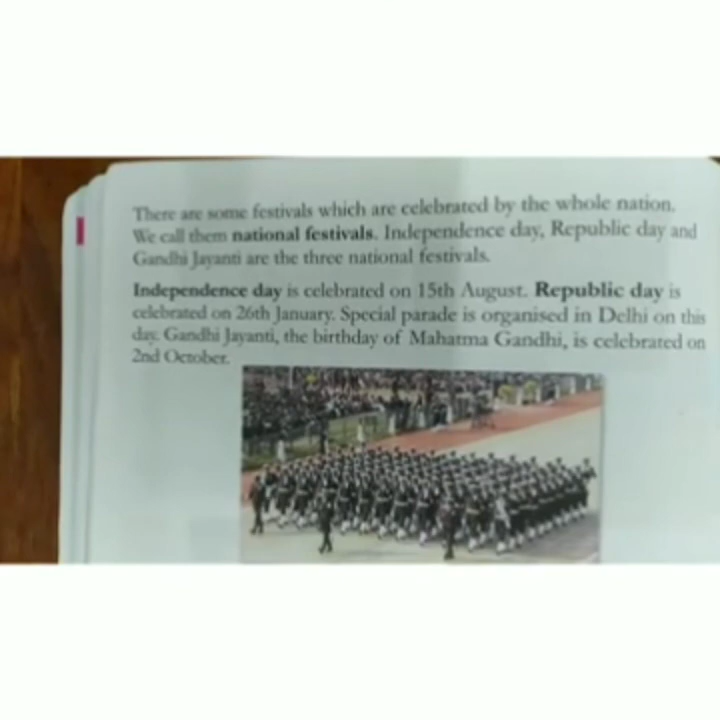 There are some festivals which are celebrated by the whole nation.
We call them national festivals. Independence day, Republic day and
Gandhi Jayanti are the three national festivals.
Independence day is celebrated on 15th August. Republic day is
celebrated on 26th January. Special parade is organised in Delhi on this
day. Gandhi Jayanti, the birthday of Mahatma Gandhi, is celebrated on
2nd October.